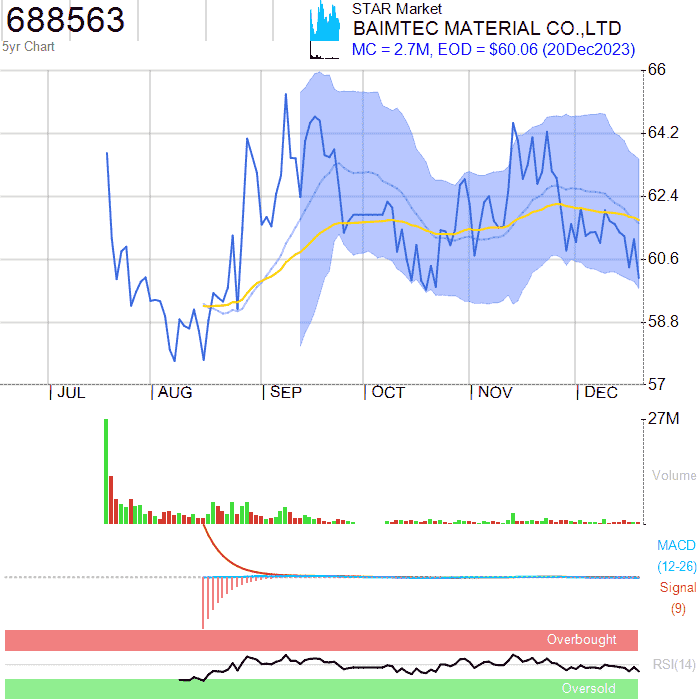 688563
5yr Chart
STAR Market
BAIMTEC MATERIAL CO.,LTD
MC = 2.7M, EOD = $60.06 (20Dec2023)
66
64.2
62.4
60.6
58.8
57
JUL AUG SEP OCT NOV DEC
27M
Volume
MACD
(12-26)
Signal
(9)
Overbought
RSI(14)
Oversold